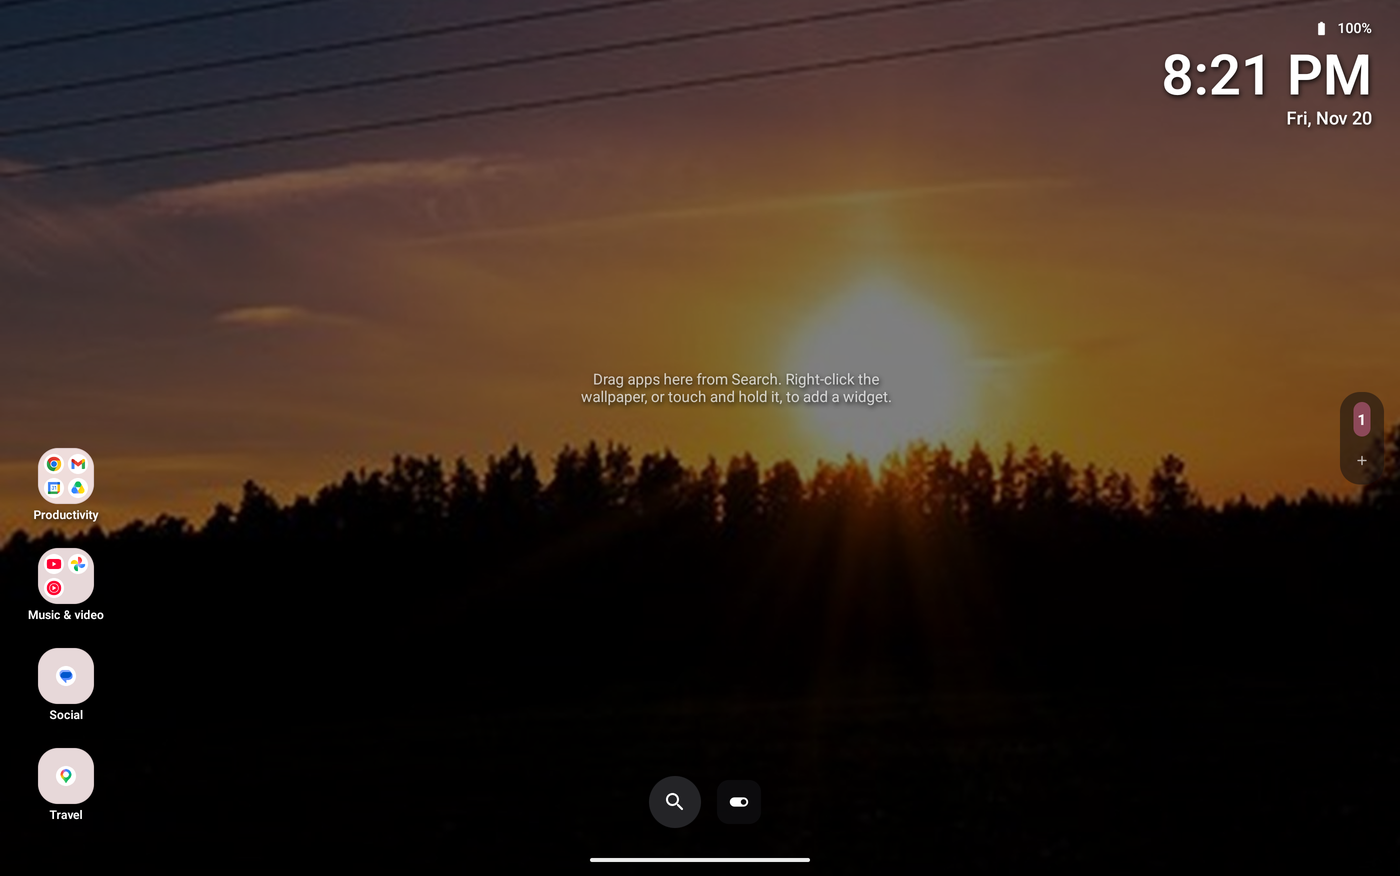 100%
8:21 PM
Fri, Nov 20
Drag apps here from Search. Right-click the
wallpaper, or touch and hold it, to add a widget.
1
+
Productivity
Music & video
Social
Travel